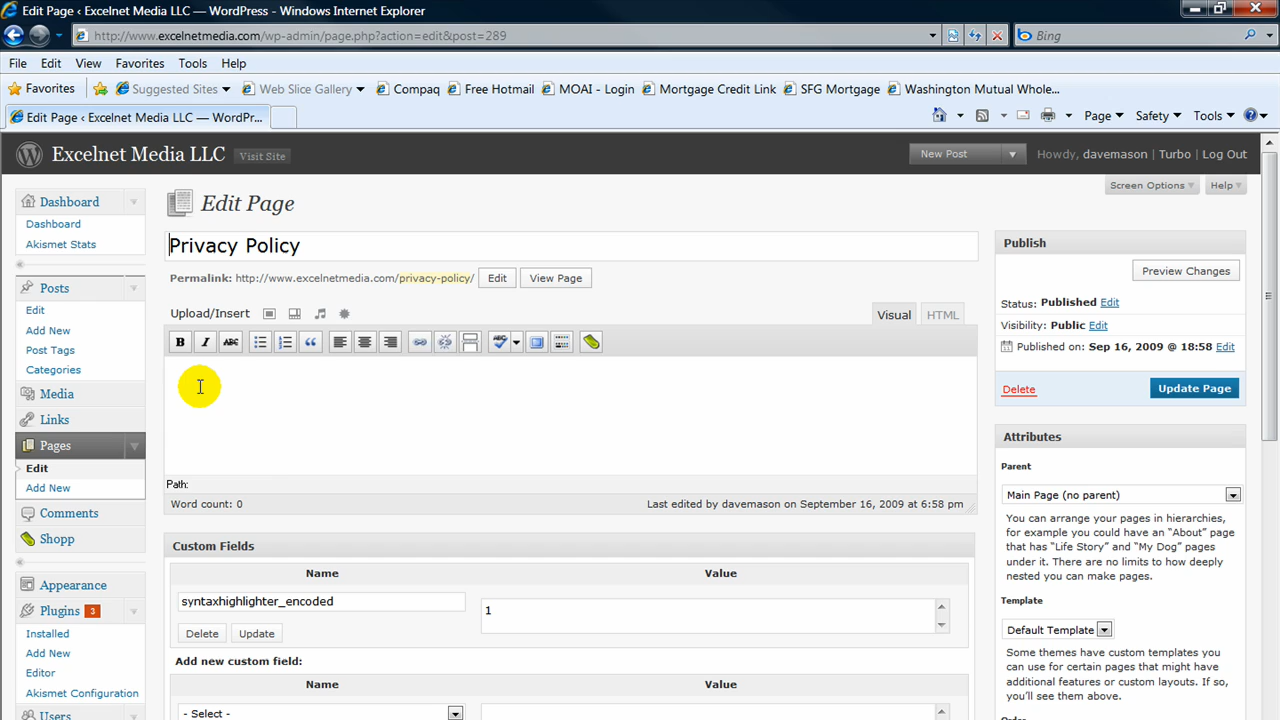 Edit Page ‹ Excelnet Media LLC — WordPress - Windows Internet Explorer
http://www.excelnetmedia.com/wp-admin/page.php?action=edit&post=289
Bing
File Edit View Favorites Tools Help
Favorites Suggested Sites Web Slice Gallery Compaq Free Hotmail MOAI - Login Mortgage Credit Link SFG Mortgage Washington Mutual Whole...
Edit Page ‹ Excelnet Media LLC — WordPr...
Page Safety Tools
Excelnet Media LLC Visit Site
New Post Howdy, davemason | Turbo | Log Out
Screen Options Help
Edit Page
Dashboard
Dashboard
Akismet Stats
Posts
Edit
Add New
Post Tags
Categories
Media
Links
Pages
Edit
Add New
Comments
Shopp
Appearance
Plugins 3
Installed
Add New
Editor
Akismet Configuration
Users
Privacy Policy
Permalink: http://www.excelnetmedia.com/privacy-policy/ Edit View Page
Upload/Insert
Visual HTML
B I ABC
Path:
Word count: 0 Last edited by davemason on September 16, 2009 at 6:58 pm
Custom Fields
Name Value
syntaxhighlighter_encoded 1
Delete Update
Add new custom field:
Name Value
- Select -
Publish
Preview Changes
Status: Published Edit
Visibility: Public Edit
Published on: Sep 16, 2009 @ 18:58 Edit
Delete Update Page
Attributes
Parent
Main Page (no parent)
You can arrange your pages in hierarchies,
for example you could have an “About” page
that has “Life Story” and “My Dog” pages
under it. There are no limits to how deeply
nested you can make pages.
Template
Default Template
Some themes have custom templates you
can use for certain pages that might have
additional features or custom layouts. If so,
you’ll see them above.
Order